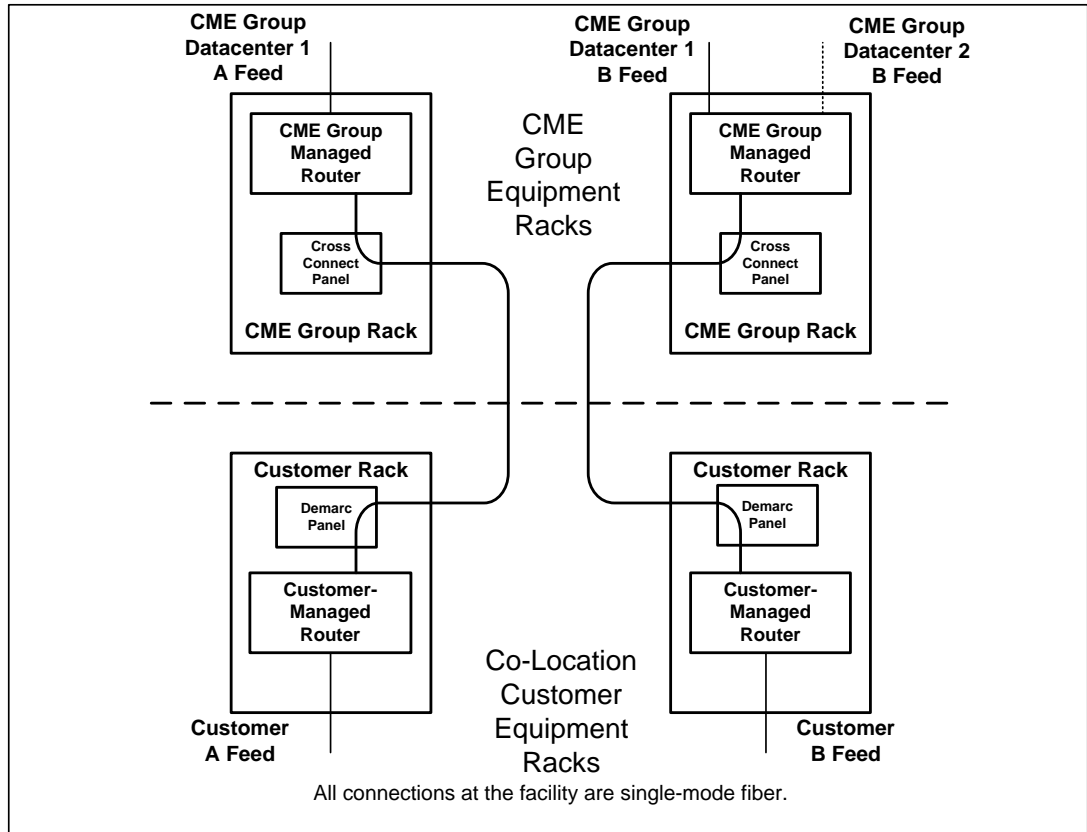 CME Group
Datacenter 1
A Feed
CME Group
Datacenter 1
B Feed
CME Group
Datacenter 2
B Feed
CME Group
Managed
Router
CME
Group
Equipment
Racks
CME Group
Managed
Router
Cross
Connect
Panel
Cross
Connect
Panel
CME Group Rack
CME Group Rack
Customer Rack
Customer Rack
Demarc
Panel
Demarc
Panel
Customer-
Managed
Router
Customer-
Managed
Router
Co-Location
Customer
Equipment
Racks
Customer
A Feed
Customer
B Feed
All connections at the facility are single-mode fiber.